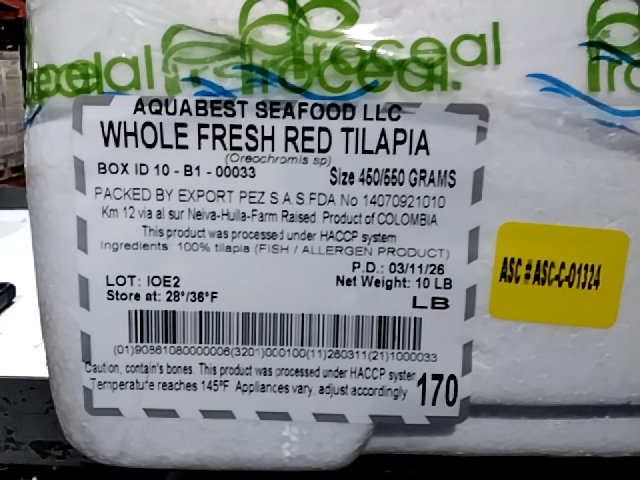 raceal
AQUABEST SEAFOOD LLC
WHOLE FRESH RED TILAPIA
(Oreochromis sp)
BOX ID 10 - B1 - 00033
Size 450/550 GRAMS
PACKED BY EXPORT PEZ S.A.S.FDA No 14070921010
Km 12 via al sur Neiva-Huila-Farm Raised. Product of COLOMBIA
This product was processed under HACCP system
Ingredients: 100% tilapia (FISH / ALLERGEN PRODUCT)
P.D.: 03/11/26
LOT: IOE2
Net Weight: 10 LB
Store at: 28°/36°F
LB
(01)90861080000006(3201)000100(11)260311(21)1000033
Caution, contain's bones. This product was processed under HACCP syster
Temperatufe reaches 145°F Appliances vary, adjust accordingly
170
ASC # ASC-C-01324